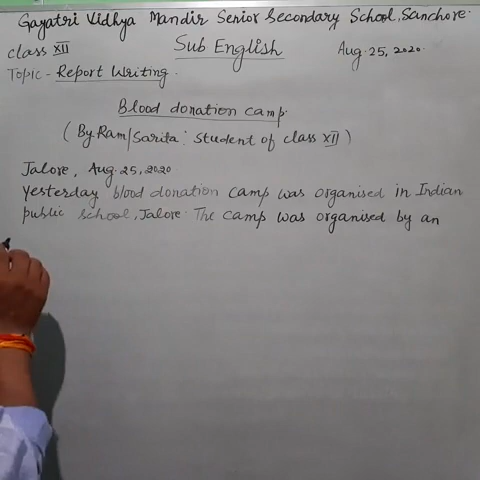 Gayatri Vidhya Mandir Senior Secondary School, Sanchore.
class XII Sub English Aug. 25, 2020.
Topic - Report Writing.
Blood donation camp.
(By Ram/Sarita: Student of class XII)
Jalore, Aug. 25, 2020
Yesterday blood donation camp was organised in Indian
public school, Jalore. The camp was organised by an